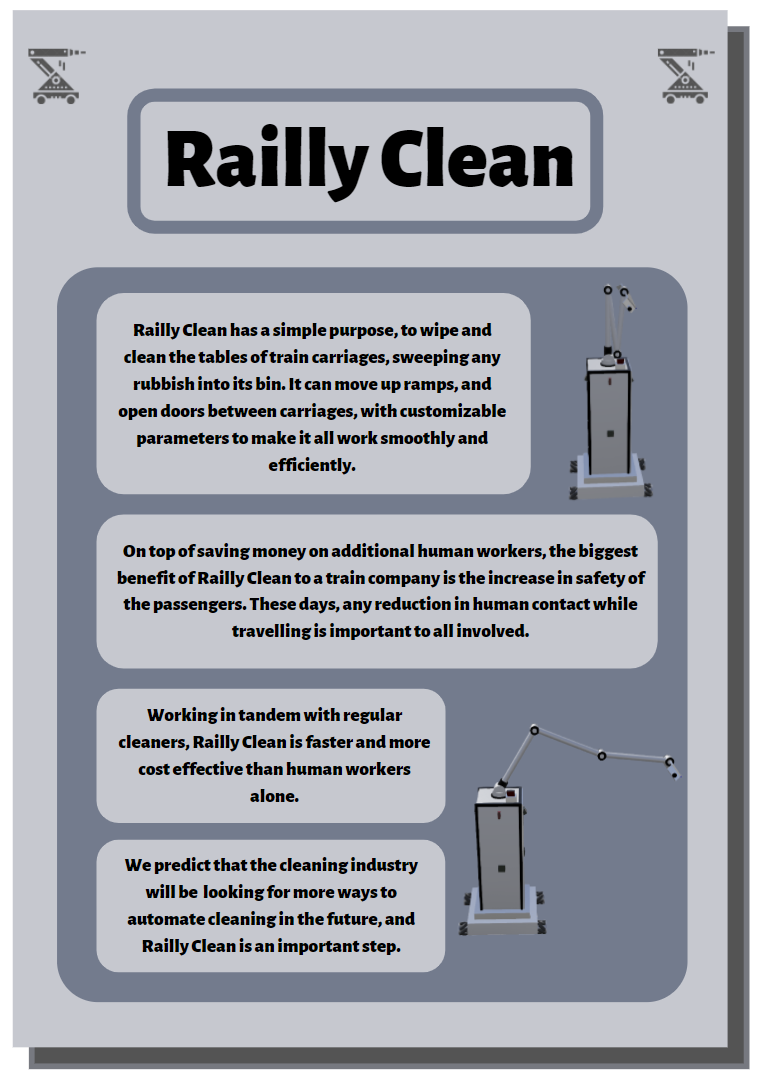 Railly Clean
Railly Clean has a simple purpose, to wipe and
clean the tables of train carriages, sweeping any
rubbish into its bin. It can move up ramps, and
open doors between carriages, with customizable
parameters to make it all work smoothly and
efficiently.
On top of saving money on additional human workers, the biggest
benefit of Railly Clean to a train company is the increase in safety of
the passengers. These days, any reduction in human contact while
travelling is important to all involved.
Working in tandem with regular
cleaners, Railly Clean is faster and more
cost effective than human workers
alone.
We predict that the cleaning industry
will be  looking for more ways to
automate cleaning in the future, and
Railly Clean is an important step.